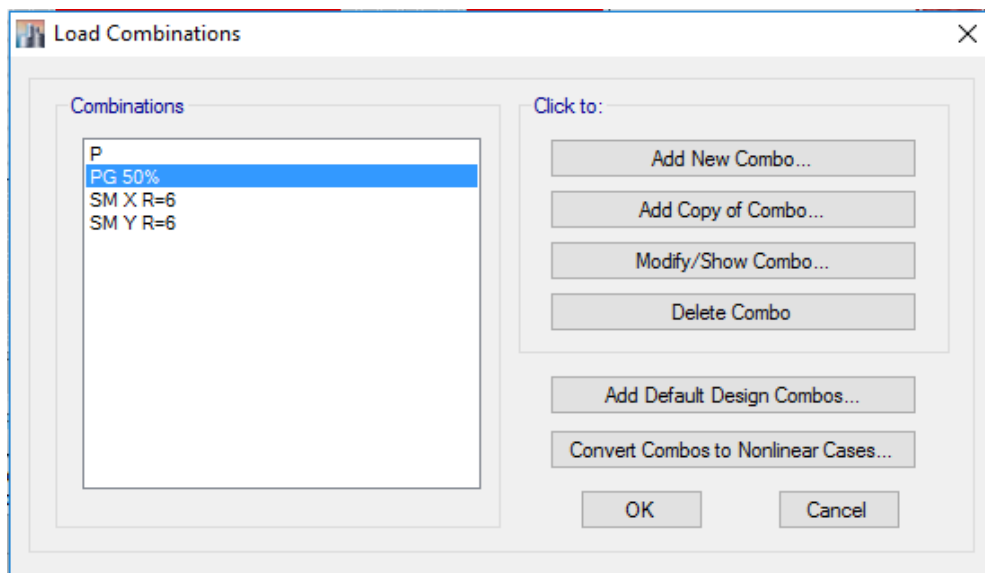 Load Combinations
Combinations
P
PG 50%
SM X R=6
SM Y R=6
Click to:
Add New Combo...
Add Copy of Combo...
Modify/Show Combo...
Delete Combo
Add Default Design Combos...
Convert Combos to Nonlinear Cases...
OK
Cancel